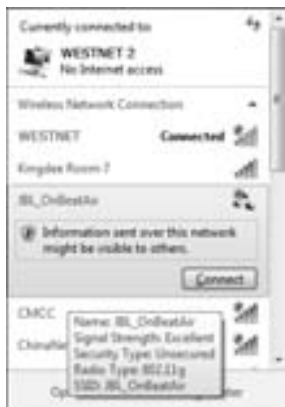 Currently connected to:
WESTNET 2
No Internet access
Wireless Network Connection
WESTNET Connected
Kingdee Room-7
JBL_OnBeatAir
Information sent over this network
might be visible to others.
Connect
CMCC
Name: JBL_OnBeatAir
Signal Strength: Excellent
Security Type: Unsecured
Radio Type: 802.11g
SSID: JBL_OnBeatAir